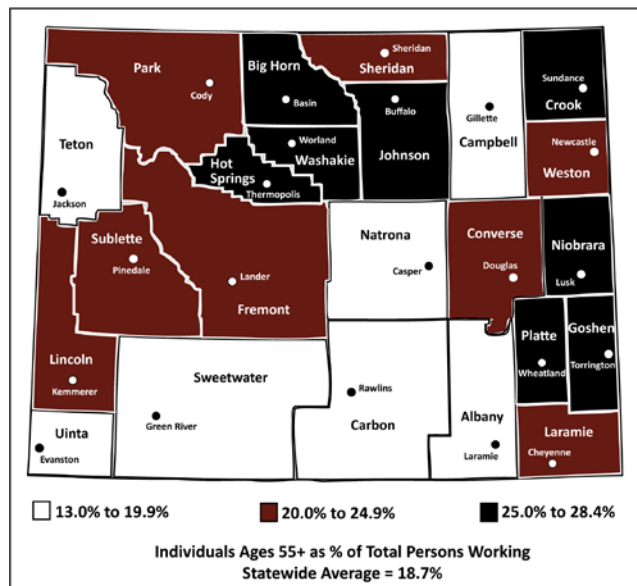 Park
Cody
Big Horn
Basin
Sheridan
Sheridan
Sundance
Crook
Buffalo
Johnson
Gillette
Campbell
Teton
Jackson
Worland
Washakie
Hot
Springs
Thermopolis
Newcastle
Weston
Sublette
Pinedale
Lander
Fremont
Natrona
Casper
Converse
Douglas
Niobrara
Lusk
Lincoln
Kemmerer
Sweetwater
Green River
Rawlins
Carbon
Platte
Wheatland
Goshen
Torrington
Uinta
Evanston
Albany
Laramie
Laramie
Cheyenne
13.0% to 19.9%
20.0% to 24.9%
25.0% to 28.4%
Individuals Ages 55+ as % of Total Persons Working
Statewide Average = 18.7%